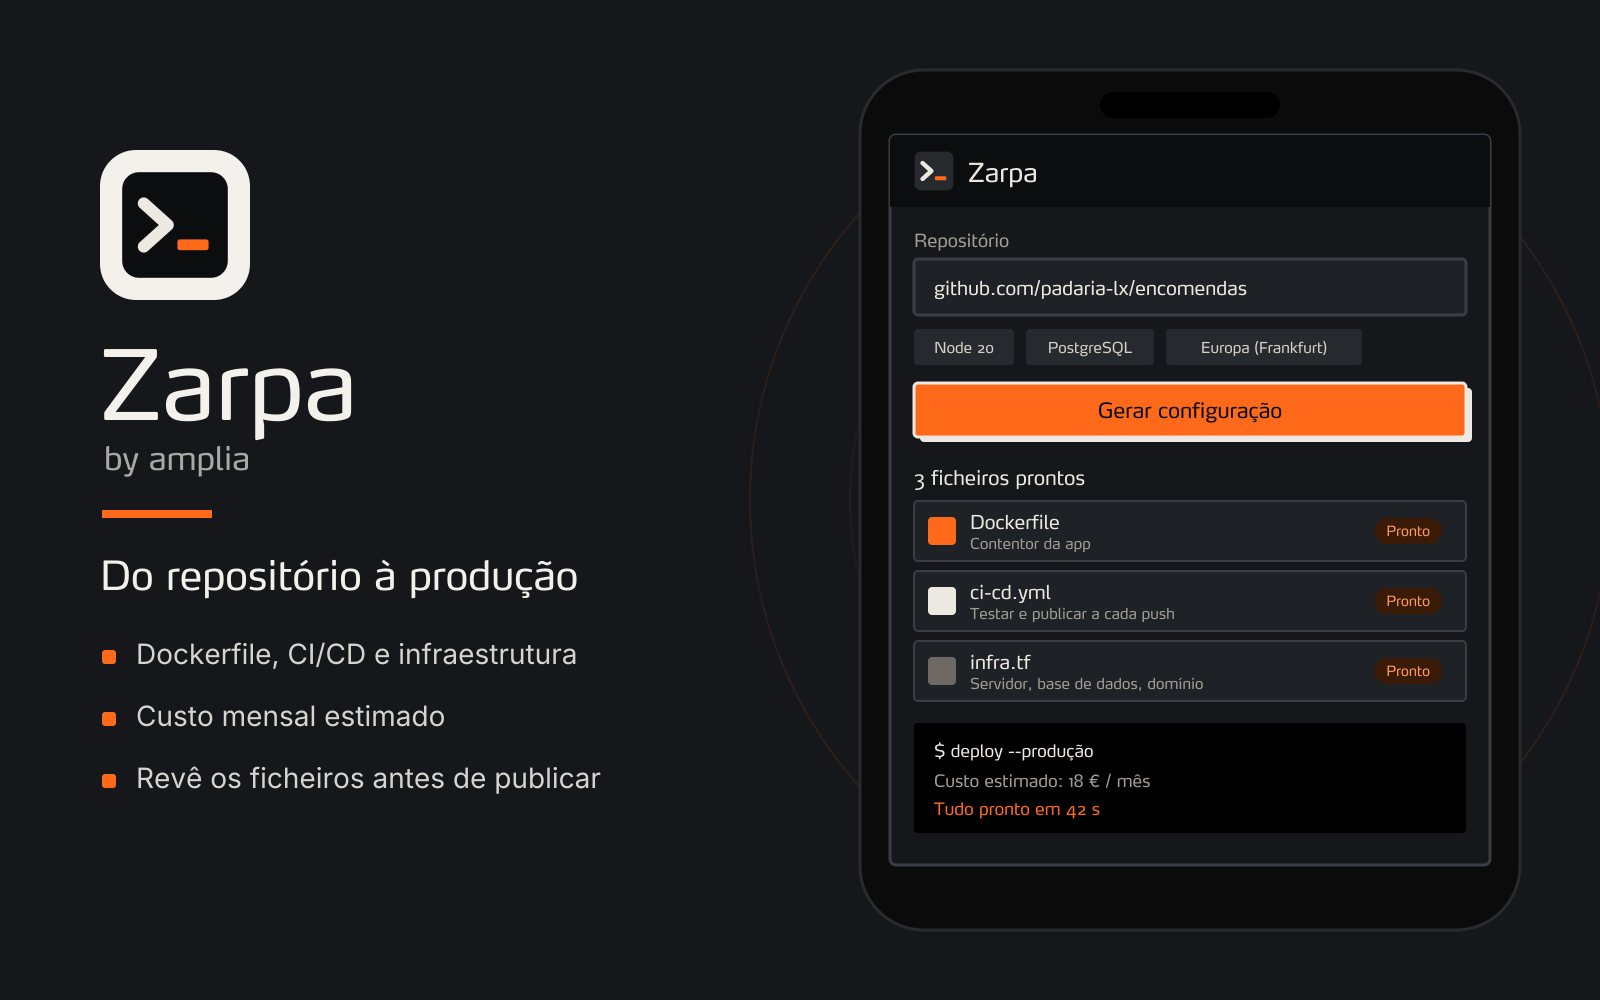 Zarpa
by amplia
Do repositório à produção
Dockerfile, CI/CD e infraestrutura
Custo mensal estimado
Revê os ficheiros antes de publicar
Zarpa
Repositório
github.com/padaria-lx/encomendas
Node 20
PostgreSQL
Europa (Frankfurt)
Gerar configuração
3 ficheiros prontos
Dockerfile
Contentor da app
Pronto
ci-cd.yml
Testar e publicar a cada push
Pronto
infra.tf
Servidor, base de dados, domínio
Pronto
$ deploy --produção
Custo estimado: 18 € / mês
Tudo pronto em 42 s